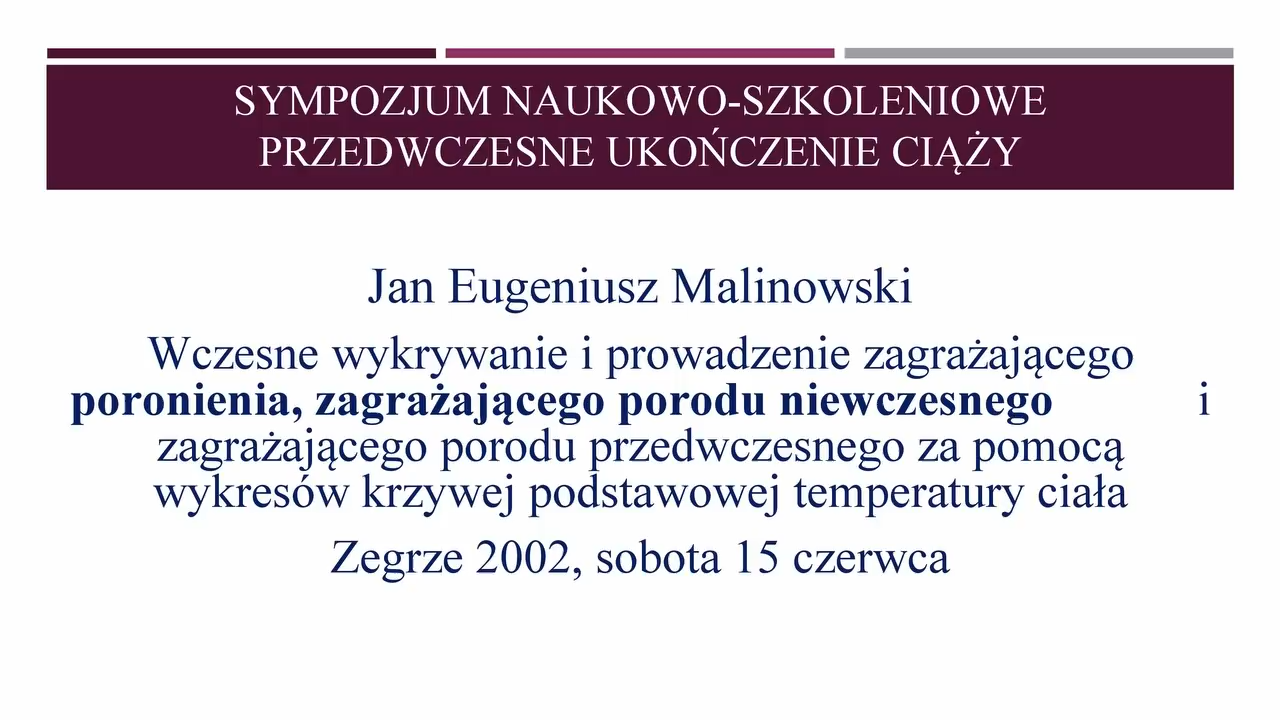 SYMPOZJUM NAUKOWO-SZKOLENIOWE
PRZEDWCZESNE UKOŃCZENIE CIĄŻY
Jan Eugeniusz Malinowski
Wczesne wykrywanie i prowadzenie zagrażającego
poronienia, zagrażającego porodu niewczesnego i
zagrażającego porodu przedwczesnego za pomocą
wykresów krzywej podstawowej temperatury ciała
Zegrze 2002, sobota 15 czerwca